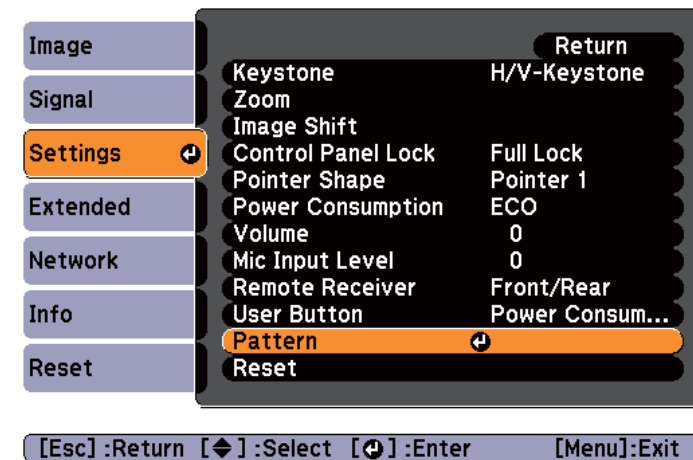 Image
Signal
Settings
Extended
Network
Info
Reset
Return
Keystone H/V-Keystone
Zoom
Image Shift
Control Panel Lock Full Lock
Pointer Shape Pointer 1
Power Consumption ECO
Volume 0
Mic Input Level 0
Remote Receiver Front/Rear
User Button Power Consum...
Pattern
Reset
[Esc] :Return [◆] :Select [↵] :Enter [Menu]:Exit